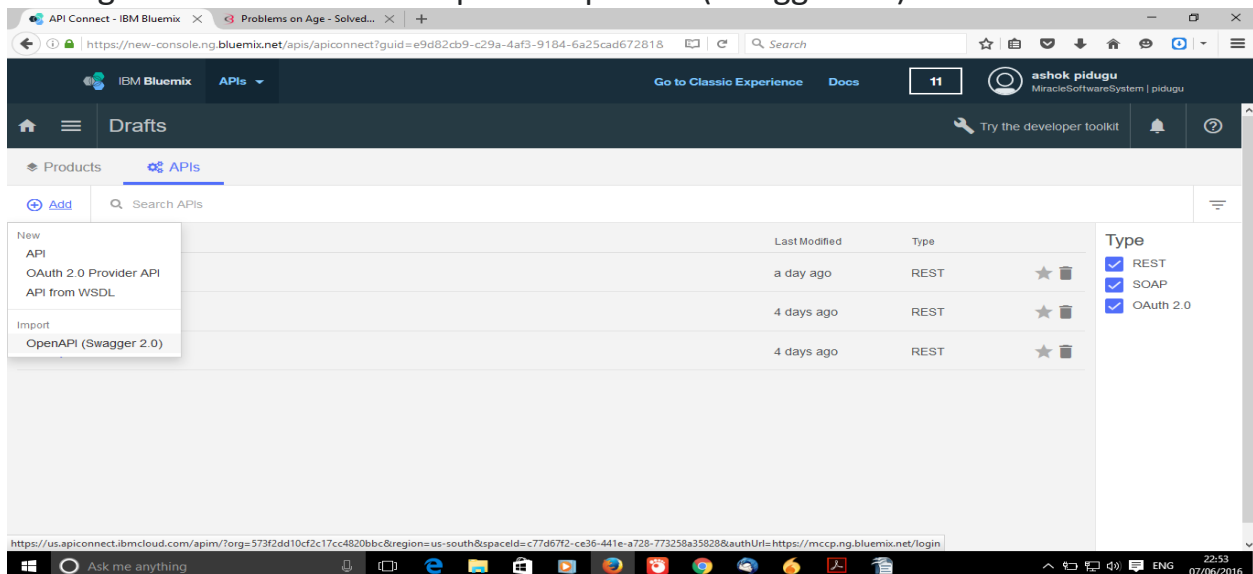 API Connect - IBM Bluemix
Problems on Age - Solved...
https://new-console.ng.bluemix.net/apis/apiconnect?guid=e9d82cb9-c29a-4af3-9184-6a25cad672818
Search
IBM Bluemix APIs
Go to Classic Experience Docs 11 ashok pidugu
MiracleSoftwareSystem | pidugu
Drafts
Try the developer toolkit
Products APIs
Add Search APIs
New
API
OAuth 2.0 Provider API
API from WSDL
Import
OpenAPI (Swagger 2.0)
Last Modified Type
a day ago REST
4 days ago REST
4 days ago REST
Type
REST
SOAP
OAuth 2.0
https://us.apiconnect.ibmcloud.com/apim/?org=573f2dd10cf2c17cc4820bbc&region=us-south&spaceId=c77d67f2-ce36-441e-a728-773258a35828&authUrl=https://mccp.ng.bluemix.net/login
Ask me anything
ENG
22:53
07/06/2016